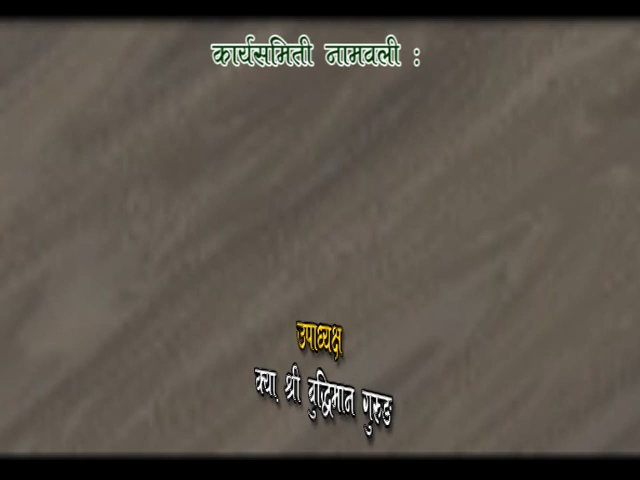 कार्यसमिती नामवली :
उपाध्यक्ष
क्या. श्री बुद्धिमान गुरुङ